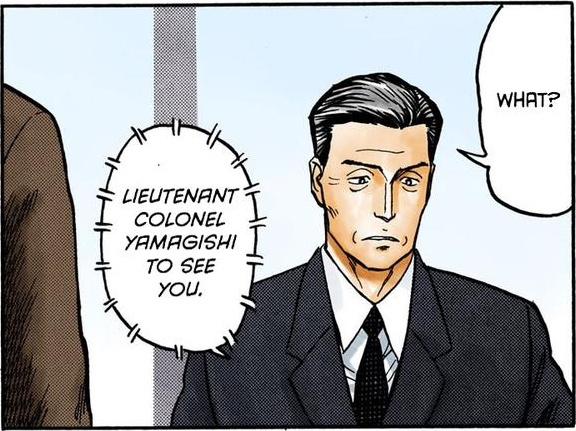 WHAT?
LIEUTENANT
COLONEL
YAMAGISHI
TO SEE
YOU.